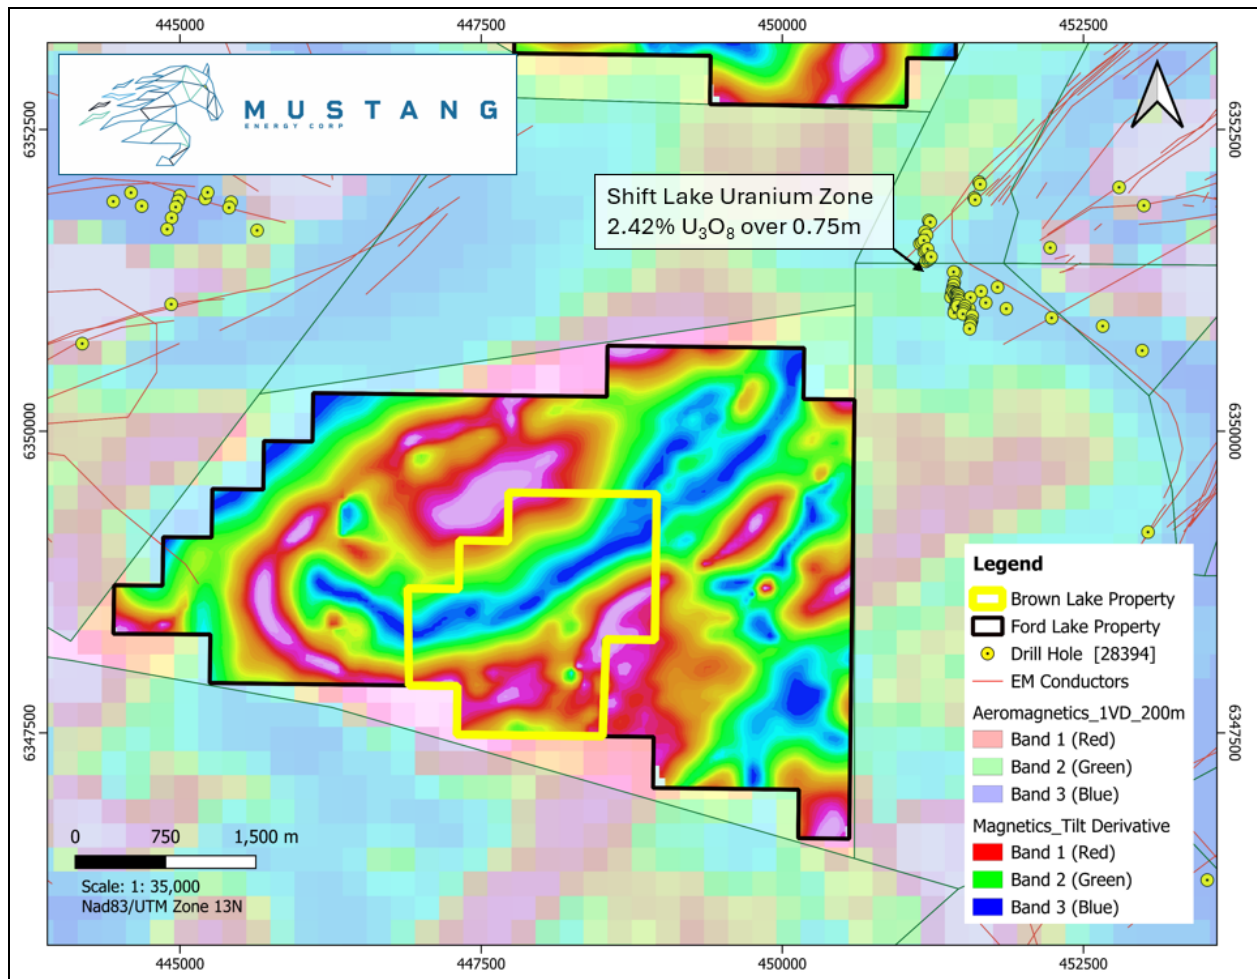 445000
447500
450000
452500
MUSTANG
ENERGY CORP
6352500
6352500
Shift Lake Uranium Zone
2.42% U₃O₈ over 0.75m
6350000
6350000
6347500
6347500
Legend
Brown Lake Property
Ford Lake Property
Drill Hole [28394]
EM Conductors
Aeromagnetics_1VD_200m
Band 1 (Red)
Band 2 (Green)
Band 3 (Blue)
Magnetics_Tilt Derivative
Band 1 (Red)
Band 2 (Green)
Band 3 (Blue)
0 750 1,500 m
Scale: 1: 35,000
Nad83/UTM Zone 13N
445000
447500
450000
452500